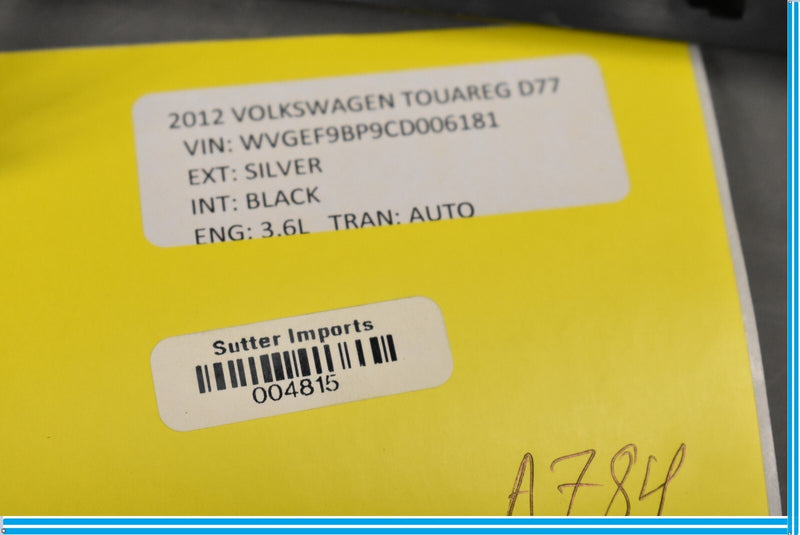 2012 VOLKSWAGEN TOUAREG D77
VIN: WVGEF9BP9CD006181
EXT: SILVER
INT: BLACK
ENG: 3.6L TRAN: AUTO
Sutter Imports
004815
A784